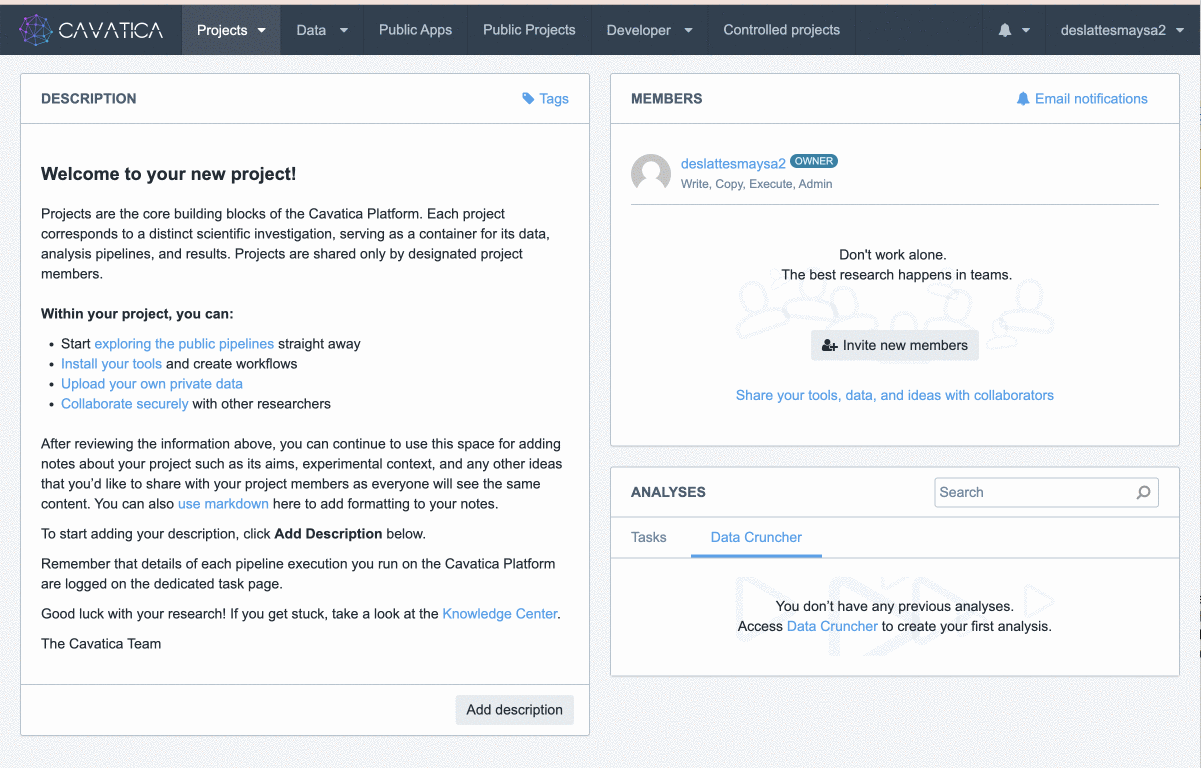 CAVATICA
Projects
Data
Public Apps
Public Projects
Developer
Controlled projects
deslattesmaysa2
DESCRIPTION
Tags
Welcome to your new project!
Projects are the core building blocks of the Cavatica Platform. Each project
corresponds to a distinct scientific investigation, serving as a container for its data,
analysis pipelines, and results. Projects are shared only by designated project
members.
Within your project, you can:
• Start exploring the public pipelines straight away
• Install your tools and create workflows
• Upload your own private data
• Collaborate securely with other researchers
After reviewing the information above, you can continue to use this space for adding
notes about your project such as its aims, experimental context, and any other ideas
that you'd like to share with your project members as everyone will see the same
content. You can also use markdown here to add formatting to your notes.
To start adding your description, click Add Description below.
Remember that details of each pipeline execution you run on the Cavatica Platform
are logged on the dedicated task page.
Good luck with your research! If you get stuck, take a look at the Knowledge Center.
The Cavatica Team
Add description
MEMBERS
Email notifications
deslattesmaysa2 OWNER
Write, Copy, Execute, Admin
Don't work alone.
The best research happens in teams.
Invite new members
Share your tools, data, and ideas with collaborators
ANALYSES
Search
Tasks
Data Cruncher
You don't have any previous analyses.
Access Data Cruncher to create your first analysis.